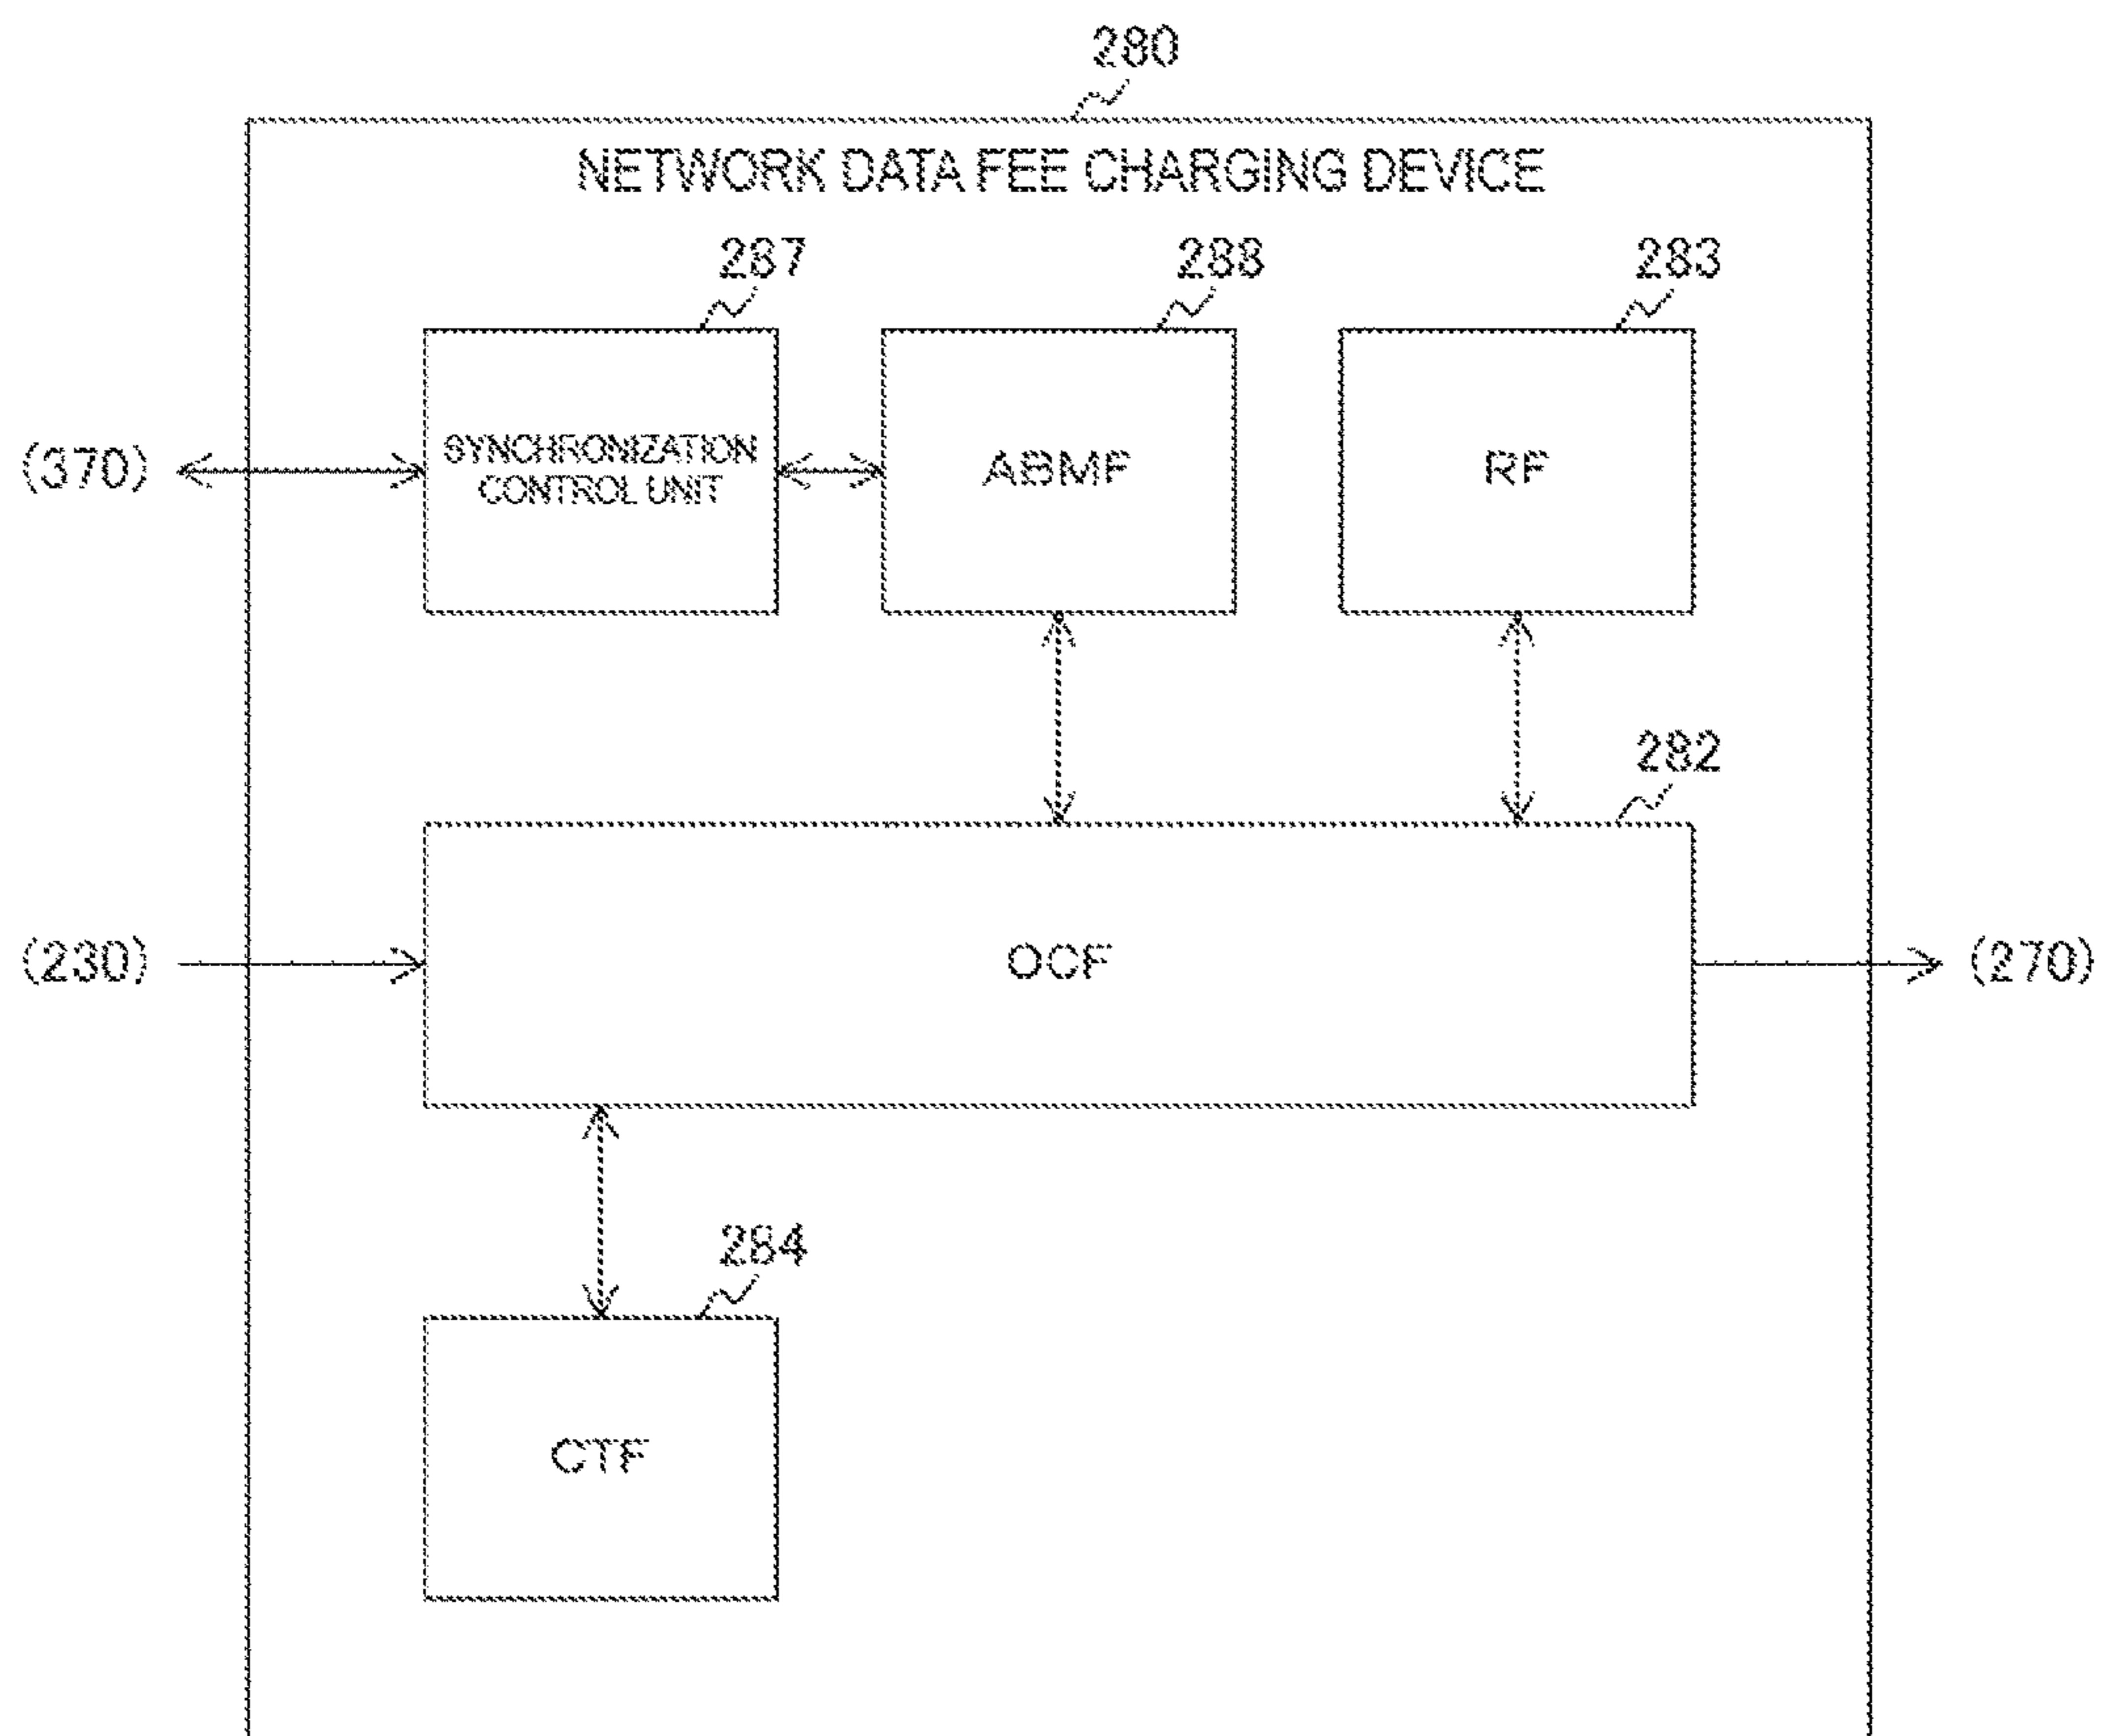 280
NETWORK DATA FEE CHARGING DEVICE
287
288
283
(370)
SYNCHRONIZATION
CONTROL UNIT
ABMF
RF
282
(230)
OCF
(270)
284
CTF